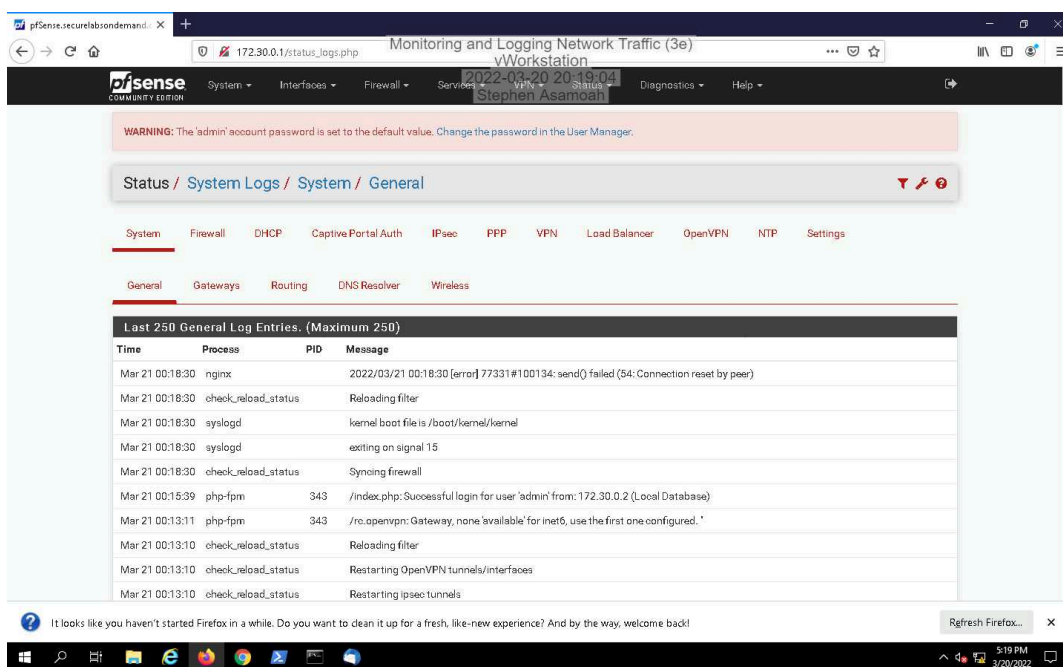 pfSense.securelabsondemand.c
172.30.0.1/status_logs.php
Monitoring and Logging Network Traffic (3e)
vWorkstation
2022-03-20 20:19:04
Stephen Asamoah
pfsense
COMMUNITY EDITION
System Interfaces Firewall Services VPN Status Diagnostics Help
WARNING: The 'admin' account password is set to the default value. Change the password in the User Manager.
Status / System Logs / System / General
System Firewall DHCP Captive Portal Auth IPsec PPP VPN Load Balancer OpenVPN NTP Settings
General Gateways Routing DNS Resolver Wireless
Last 250 General Log Entries. (Maximum 250)
Time Process PID Message
Mar 21 00:18:30 nginx 2022/03/21 00:18:30 [error] 77331#100134: send() failed (54: Connection reset by peer)
Mar 21 00:18:30 check_reload_status Reloading filter
Mar 21 00:18:30 syslogd kernel boot file is /boot/kernel/kernel
Mar 21 00:18:30 syslogd exiting on signal 15
Mar 21 00:18:30 check_reload_status Syncing firewall
Mar 21 00:15:39 php-fpm 343 /index.php: Successful login for user 'admin' from: 172.30.0.2 (Local Database)
Mar 21 00:13:11 php-fpm 343 /rc.openvpn: Gateway, none 'available' for inet6, use the first one configured. ''
Mar 21 00:13:10 check_reload_status Reloading filter
Mar 21 00:13:10 check_reload_status Restarting OpenVPN tunnels/interfaces
Mar 21 00:13:10 check_reload_status Restarting ipsec tunnels
It looks like you haven't started Firefox in a while. Do you want to clean it up for a fresh, like-new experience? And by the way, welcome back! Refresh Firefox...
5:19 PM
3/20/2022